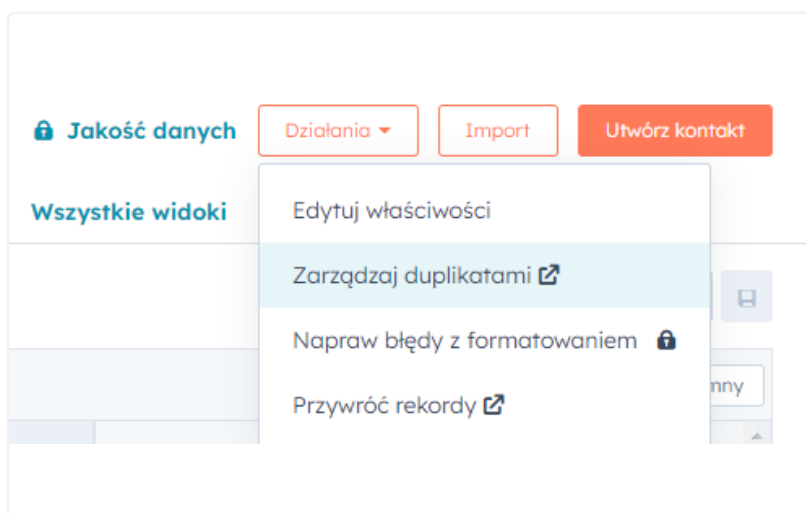 Jakość danych
Działania
Import
Utwórz kontakt
Wszystkie widoki
Edytuj właściwości
Zarządzaj duplikatami
Napraw błędy z formatowaniem
Przywróć rekordy